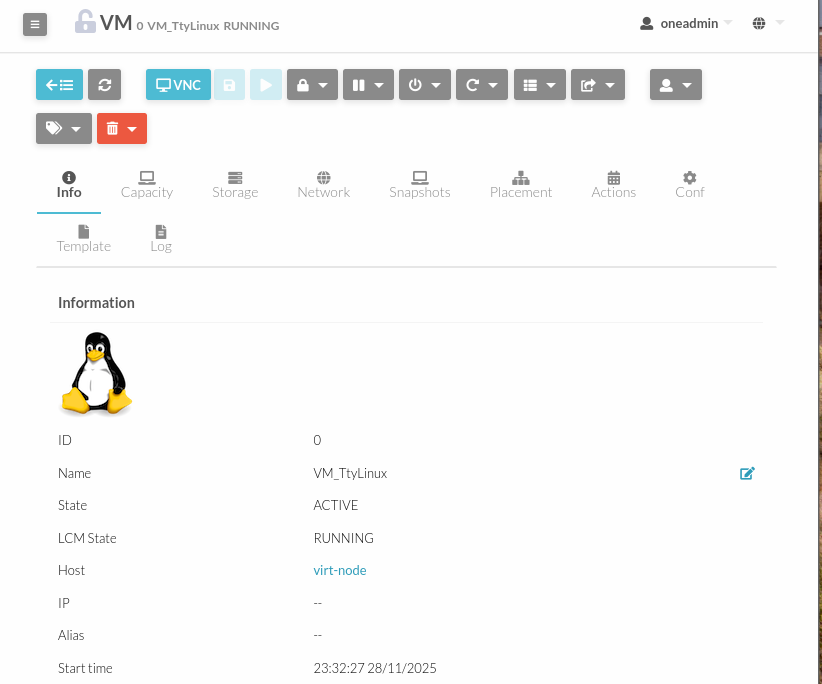 VM 0 VM_TtyLinux RUNNING
oneadmin
VNC
Info Capacity Storage Network Snapshots Placement Actions Conf
Template Log
Information
ID 0
Name VM_TtyLinux
State ACTIVE
LCM State RUNNING
Host virt-node
IP --
Alias --
Start time 23:32:27 28/11/2025